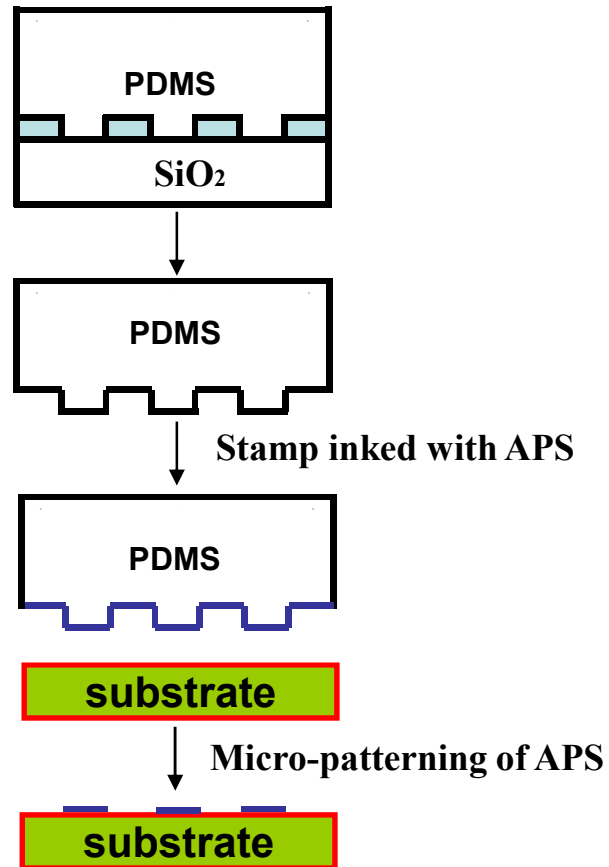 PDMS
SiO₂
PDMS
Stamp inked with APS
PDMS
substrate
Micro-patterning of APS
substrate